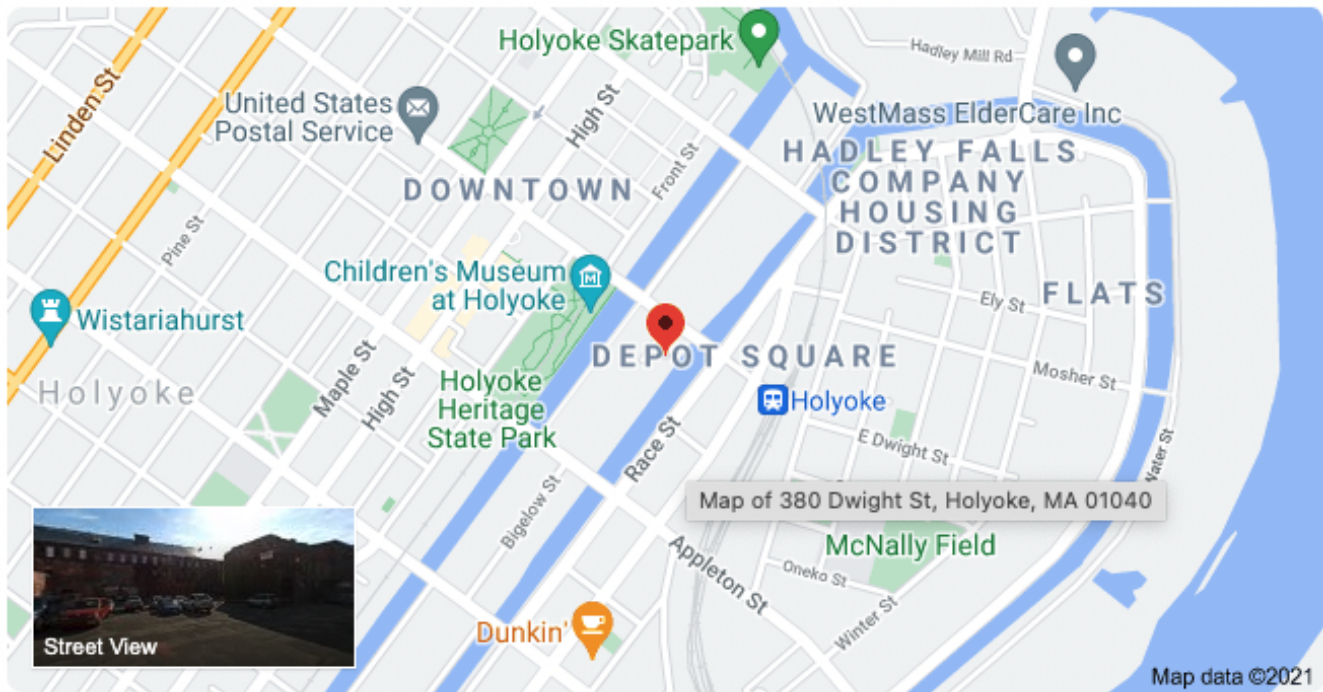 Holyoke Skatepark
Hadley Mill Rd
Linden St
United States
Postal Service
High St
WestMass ElderCare Inc
HADLEY FALLS
COMPANY
HOUSING
DISTRICT
DOWNTOWN
Front St
Pine St
Children's Museum
at Holyoke
Ely St
FLATS
Wistariahurst
DEPOT SQUARE
Holyoke
Maple St
High St
Holyoke
Heritage
State Park
Holyoke
Mosher St
Race St
E Dwight St
Water St
Map of 380 Dwight St, Holyoke, MA 01040
Bigelow St
McNally Field
Appleton St
Oneko St
Winter St
Dunkin'
Street View
Map data ©2021